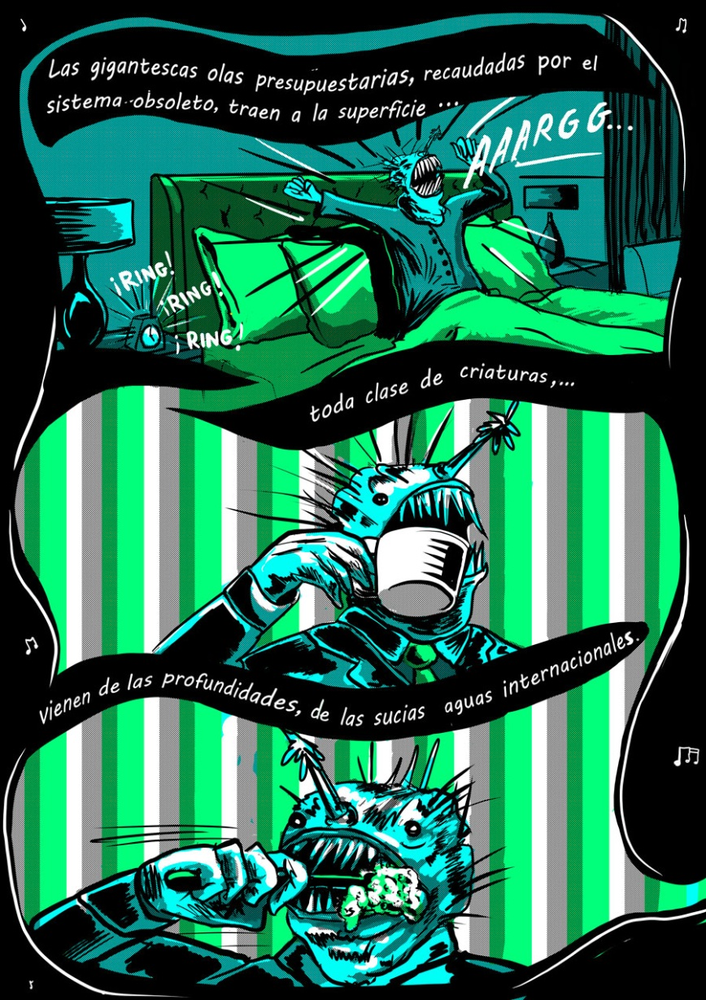 Las gigantescas olas presupuestarias, recaudadas por el
sistema obsoleto, traen a la superficie ...
AAARGG...
¡RING!
¡RING!
¡RING!
toda clase de criaturas,...
vienen de las profundidades, de las sucias aguas internacionales.